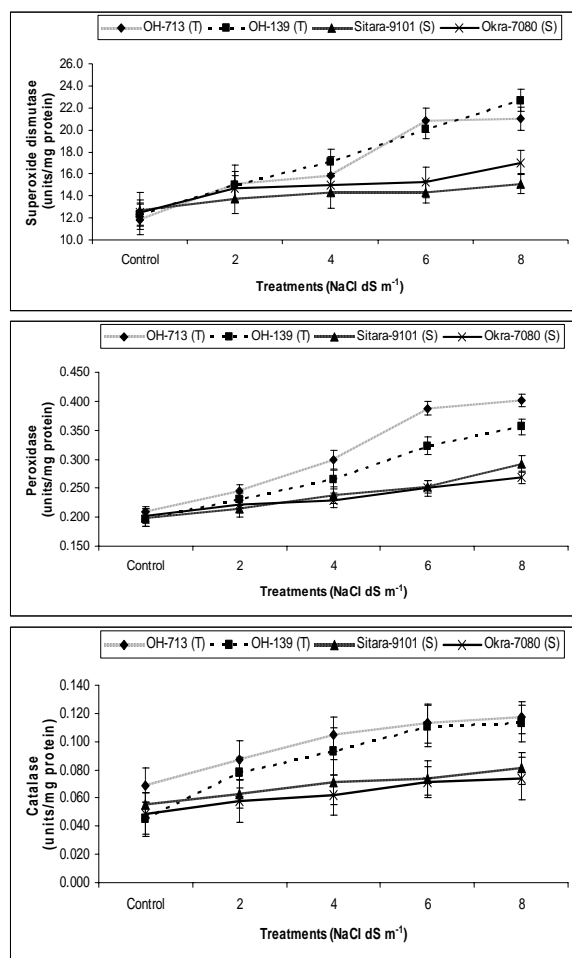 OH-713 (T) OH-139 (T) Sitara-9101 (S) Okra-7080 (S)
Superoxide dismutase
(units/mg protein)
24.0
22.0
20.0
18.0
16.0
14.0
12.0
10.0
Control 2 4 6 8
Treatments (NaCl dS m-1)
OH-713 (T) OH-139 (T) Sitara-9101 (S) Okra-7080 (S)
Peroxidase
(units/mg protein)
0.450
0.400
0.350
0.300
0.250
0.200
0.150
Control 2 4 6 8
Treatments (NaCl dS m-1)
OH-713 (T) OH-139 (T) Sitara-9101 (S) Okra-7080 (S)
Catalase
(units/mg protein)
0.140
0.120
0.100
0.080
0.060
0.040
0.020
0.000
Control 2 4 6 8
Treatments (NaCl dS m-1)